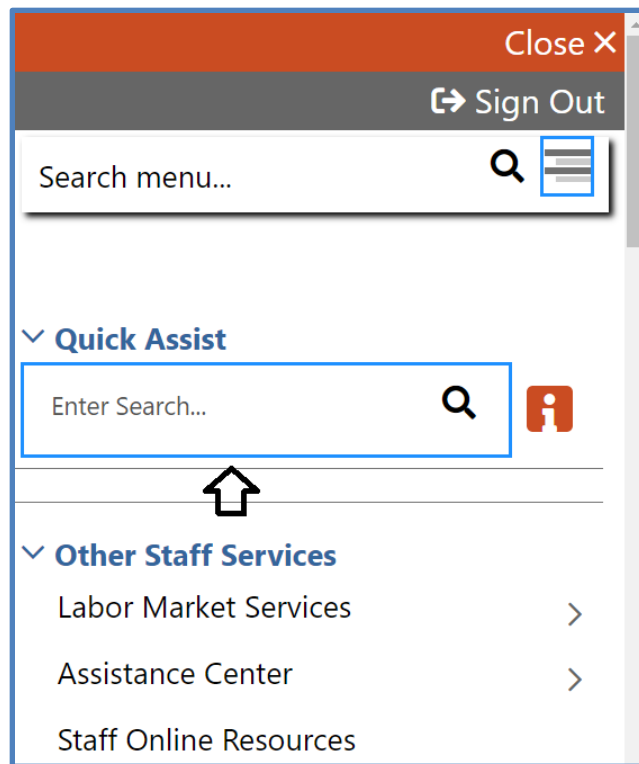 Close ✕
Sign Out
Search menu...
Quick Assist
Enter Search...
i
Other Staff Services
Labor Market Services
Assistance Center
Staff Online Resources